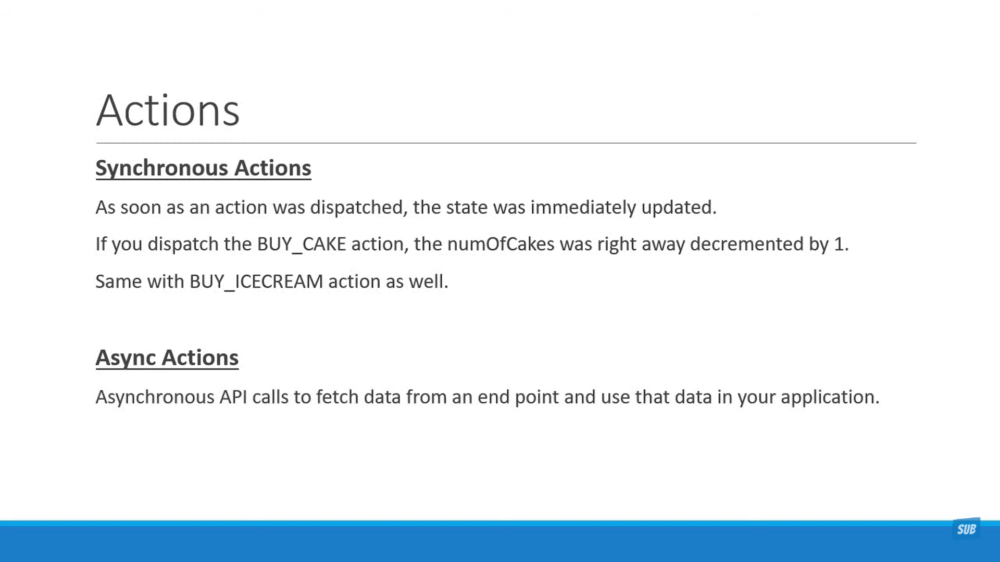 Actions
Synchronous Actions
As soon as an action was dispatched, the state was immediately updated.
If you dispatch the BUY_CAKE action, the numOfCakes was right away decremented by 1.
Same with BUY_ICECREAM action as well.
Async Actions
Asynchronous API calls to fetch data from an end point and use that data in your application.
SUB